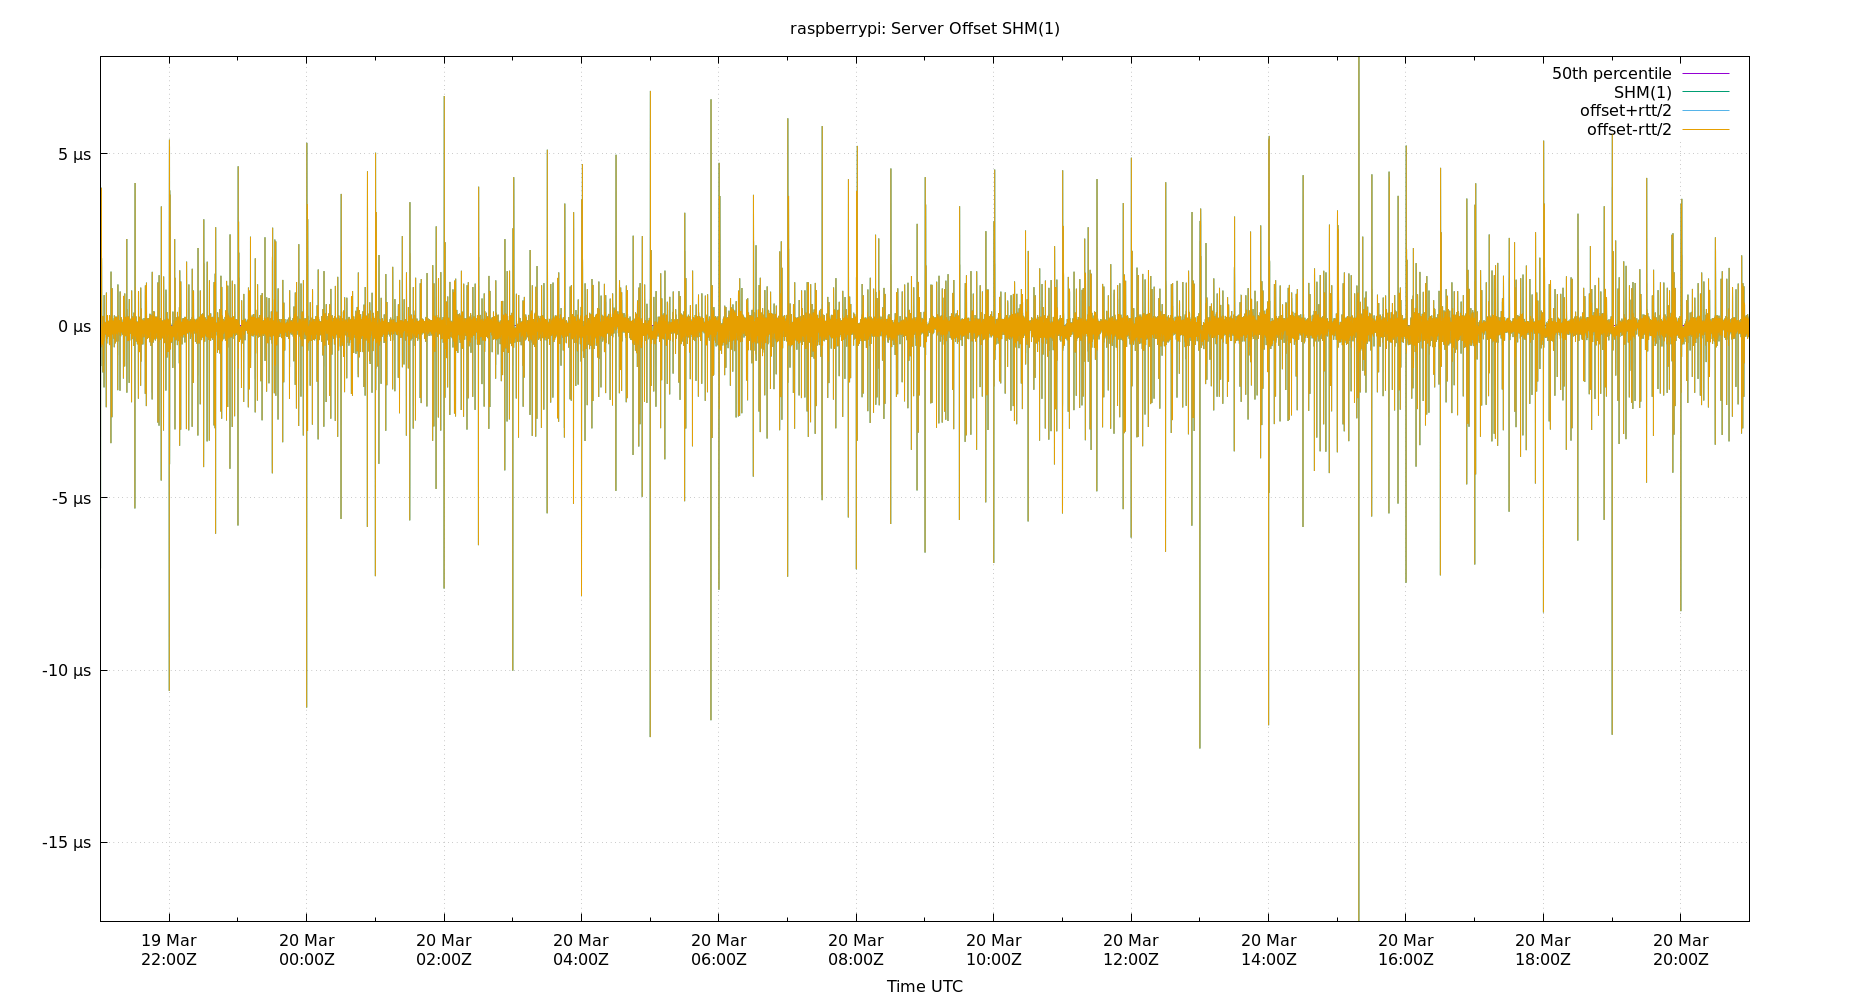 raspberrypi: Server Offset SHM(1)
50th percentile
SHM(1)
offset+rtt/2
offset-rtt/2
5 µs
0 µs
-5 µs
-10 µs
-15 µs
19 Mar 20 Mar 20 Mar 20 Mar 20 Mar 20 Mar 20 Mar 20 Mar 20 Mar 20 Mar 20 Mar 20 Mar
22:00Z 00:00Z 02:00Z 04:00Z 06:00Z 08:00Z 10:00Z 12:00Z 14:00Z 16:00Z 18:00Z 20:00Z
Time UTC